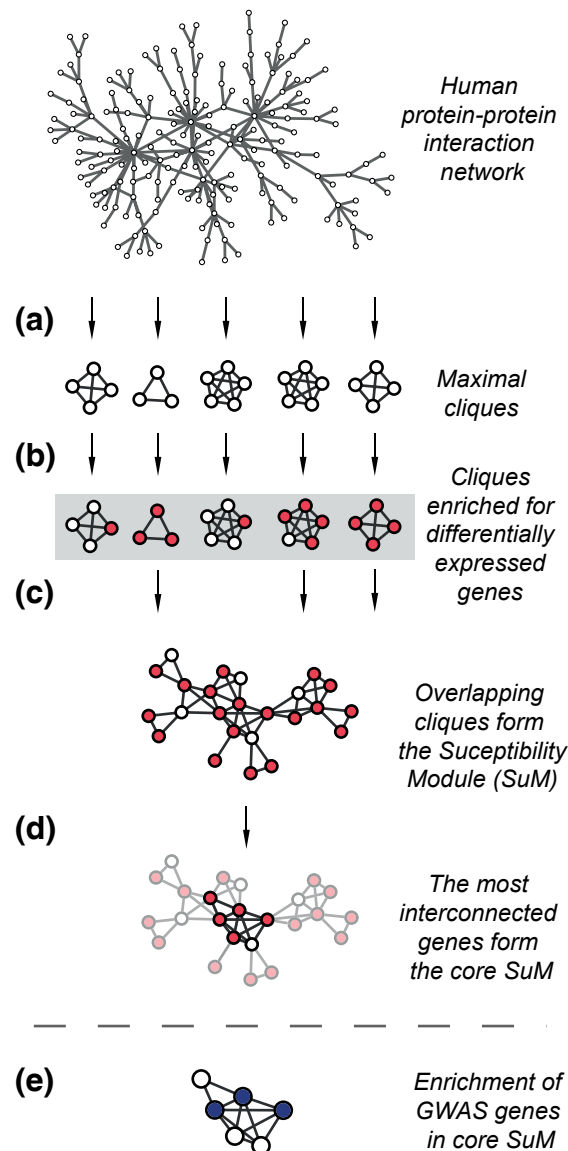 Human
protein-protein
interaction
network
(a)
Maximal
cliques
(b)
Cliques
enriched for
differentially
expressed
genes
(c)
Overlapping
cliques form
the Suceptibility
Module (SuM)
(d)
The most
interconnected
genes form
the core SuM
(e)
Enrichment of
GWAS genes
in core SuM